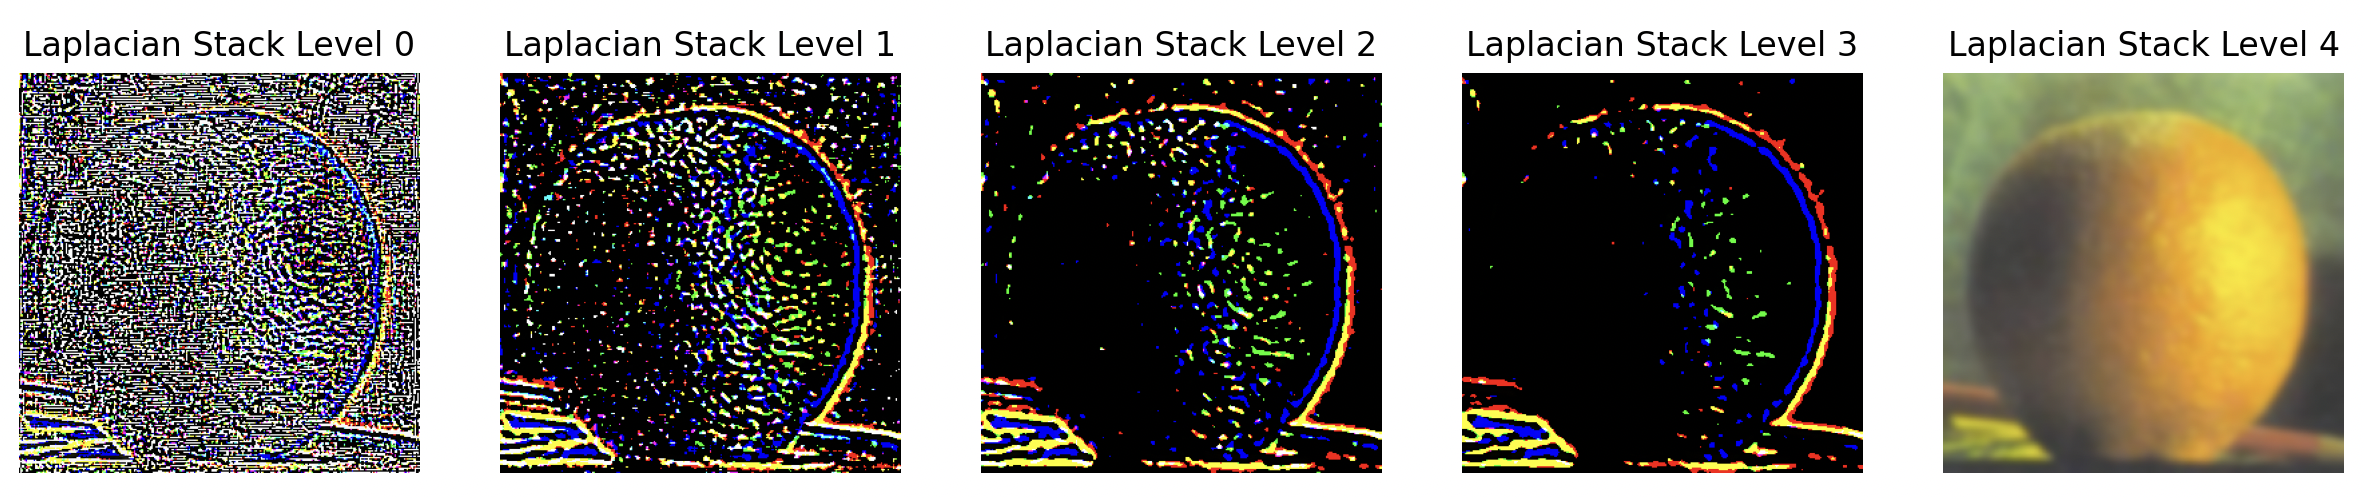 Laplacian Stack Level 0
Laplacian Stack Level 1
Laplacian Stack Level 2
Laplacian Stack Level 3
Laplacian Stack Level 4